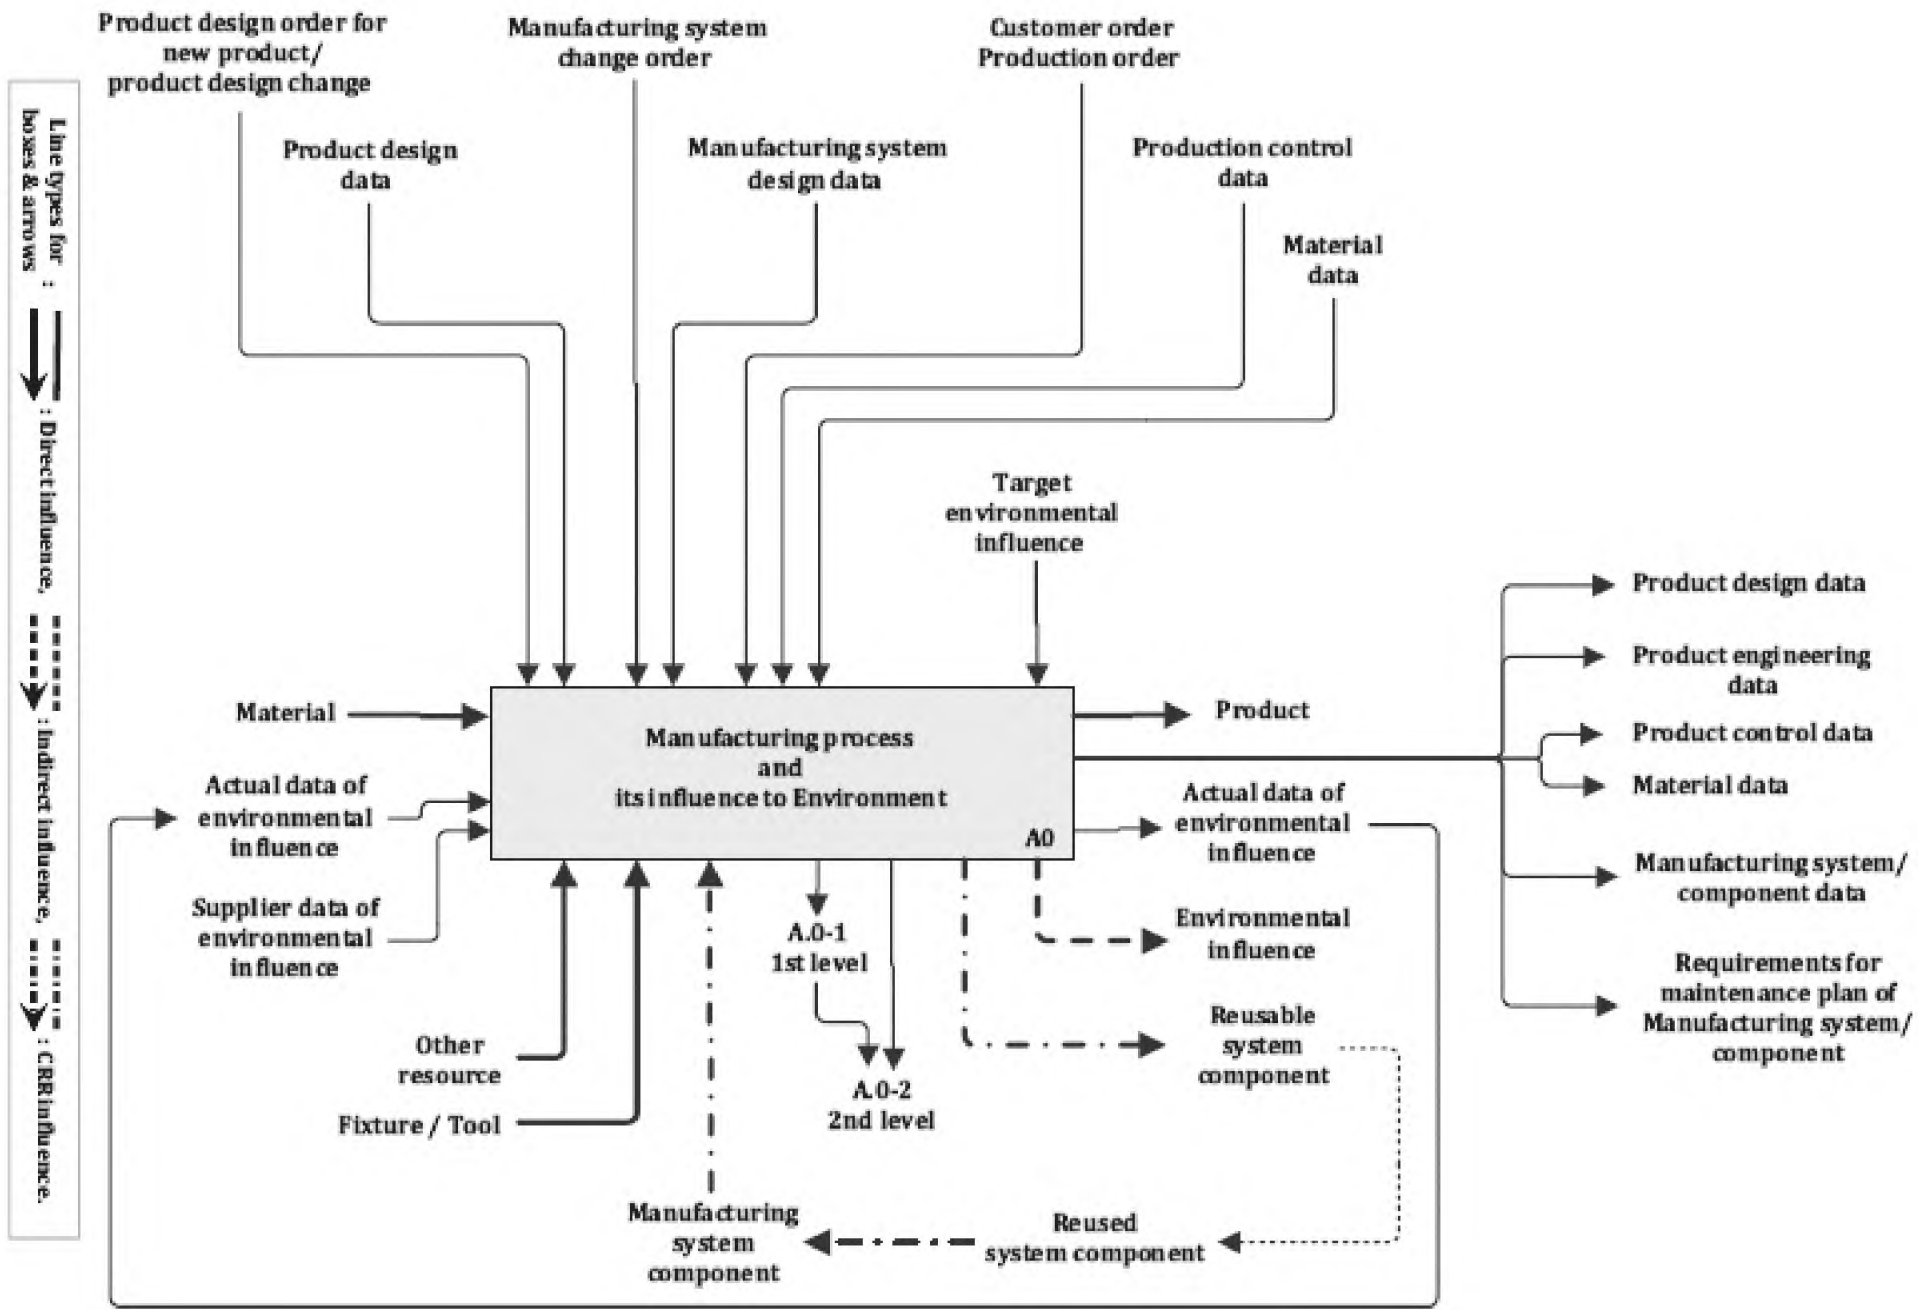 Product design order for
new product/
product design change
Manufacturing system
change order
Customer order
Production order
Product design
data
Manufacturing system
design data
Production control
data
Material
data
Line types for :
boxes & arrows
: Direct influence,
: Indirect influence,
: CRR influence.
Target
environmental
influence
Product design data
Product engineering
data
Product control data
Material data
Manufacturing system/
component data
Requirements for
maintenance plan of
Manufacturing system/
component
Material
Actual data of
environmental
influence
Supplier data of
environmental
influence
Manufacturing process
and
its influence to Environment
A0
Product
Actual data of
environmental
influence
Environmental
influence
Reusable
system
component
A.0-1
1st level
A.0-2
2nd level
Other
resource
Fixture / Tool
Manufacturing
system
component
Reused
system component